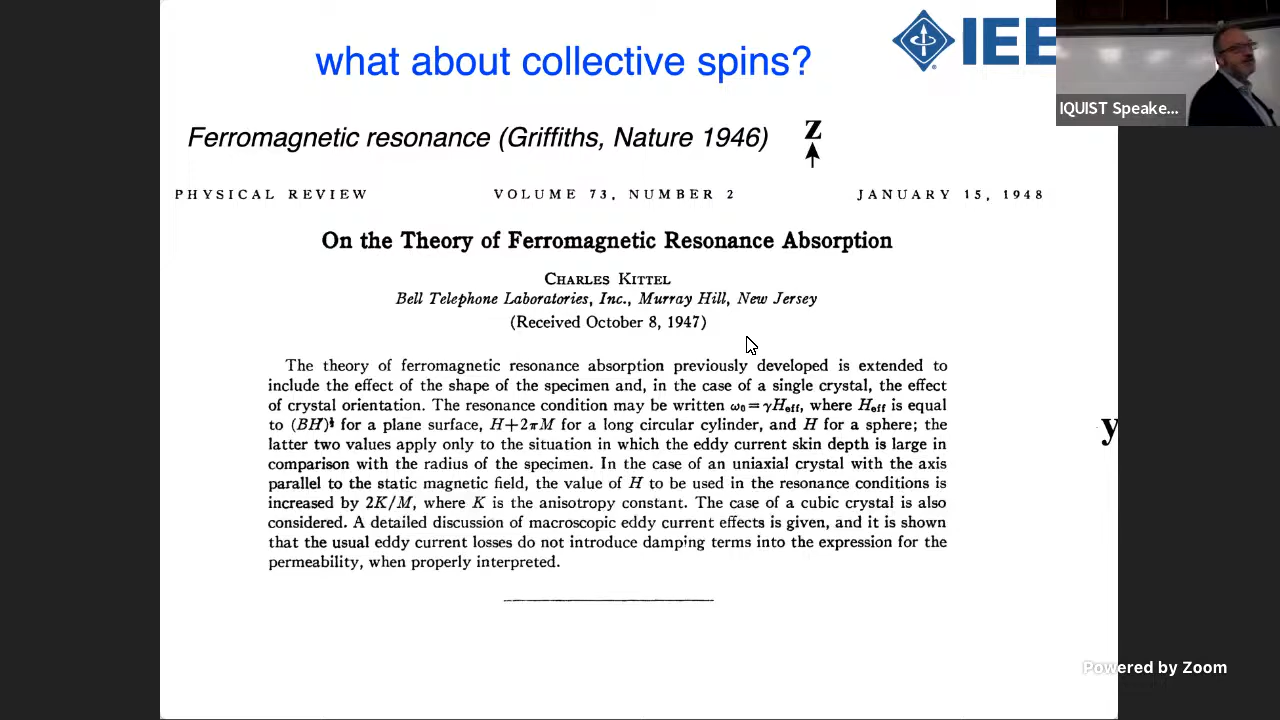 what about collective spins?
IEE
IQUIST Speake...
Ferromagnetic resonance (Griffiths, Nature 1946)
z
PHYSICAL REVIEW VOLUME 73, NUMBER 2 JANUARY 15, 1948
On the Theory of Ferromagnetic Resonance Absorption
CHARLES KITTEL
Bell Telephone Laboratories, Inc., Murray Hill, New Jersey
(Received October 8, 1947)
The theory of ferromagnetic resonance absorption previously developed is extended to
include the effect of the shape of the specimen and, in the case of a single crystal, the effect
of crystal orientation. The resonance condition may be written ω₀=γH_eff, where H_eff is equal
to (BH)^½ for a plane surface, H+2πM for a long circular cylinder, and H for a sphere; the
latter two values apply only to the situation in which the eddy current skin depth is large in
comparison with the radius of the specimen. In the case of an uniaxial crystal with the axis
parallel to the static magnetic field, the value of H to be used in the resonance conditions is
increased by 2K/M, where K is the anisotropy constant. The case of a cubic crystal is also
considered. A detailed discussion of macroscopic eddy current effects is given, and it is shown
that the usual eddy current losses do not introduce damping terms into the expression for the
permeability, when properly interpreted.
y
Powered by Zoom